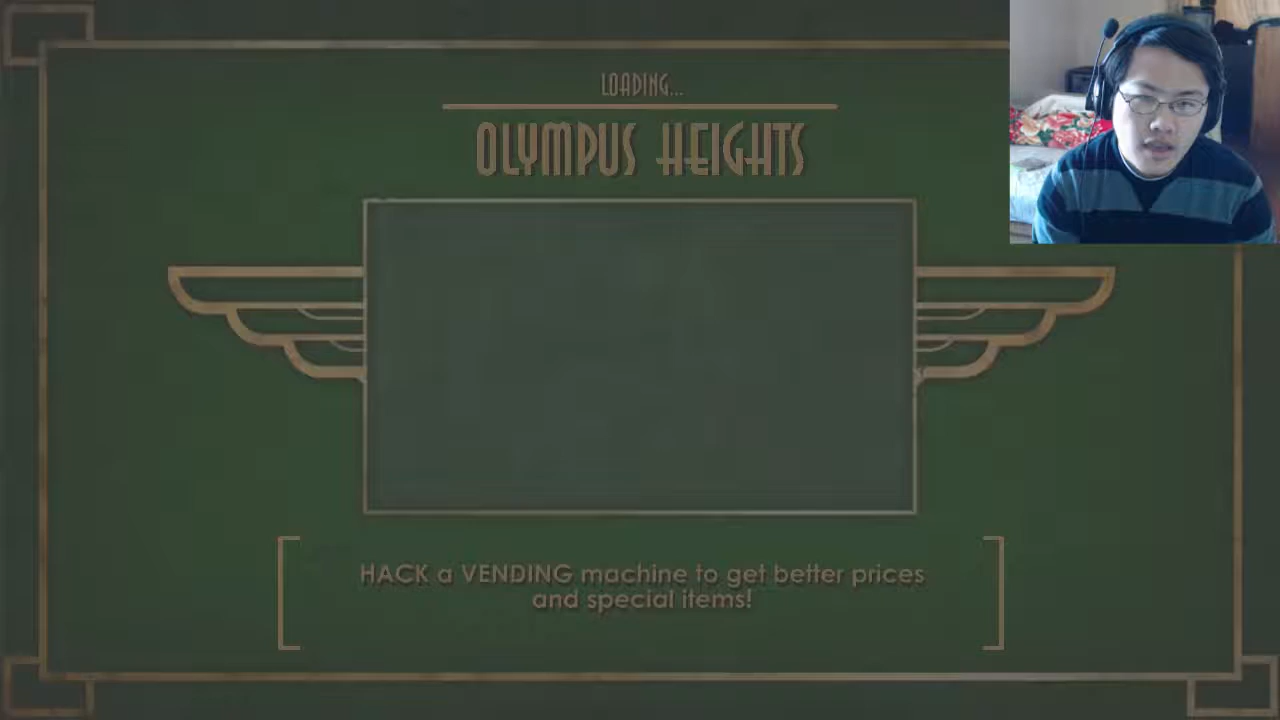 LOADING...
OLYMPUS HEIGHTS
HACK a VENDING machine to get better prices
and special items!